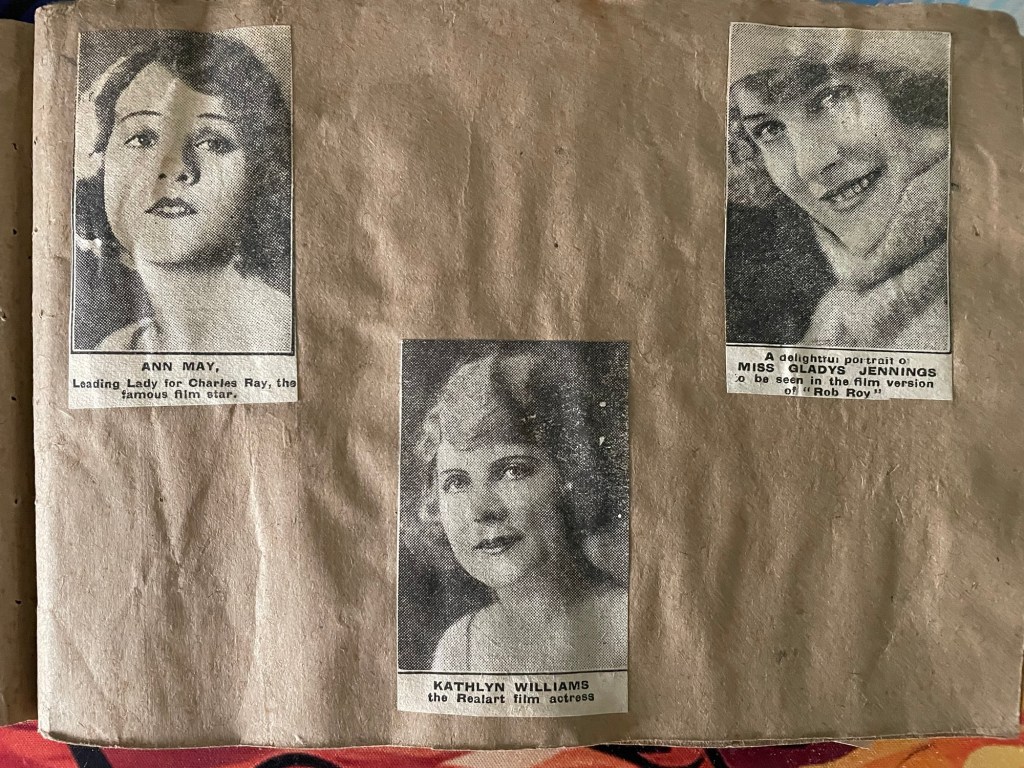 ANN MAY,
Leading Lady for Charles Ray, the
famous film star.
A delightful portrait o
MISS GLADYS JENNINGS
o be seen in the film version
of "Rob Roy"
KATHLYN WILLIAMS
the Realart film actress